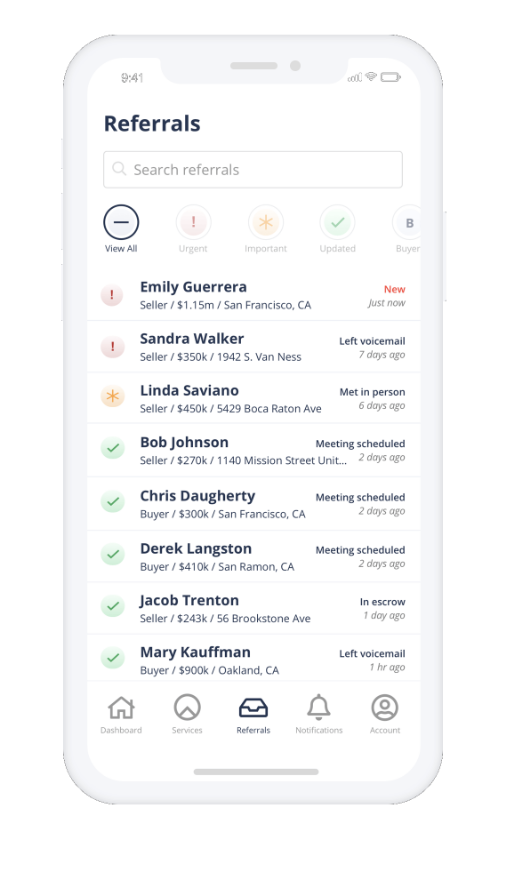 9:41
Referrals
Search referrals
!
B
View All
Urgent
Important
Updated
Buyer
! Emily Guerrera New
Seller / $1.15m / San Francisco, CA Just now
! Sandra Walker Left voicemail
Seller / $350k / 1942 S. Van Ness 7 days ago
Linda Saviano Met in person
Seller / $450k / 5429 Boca Raton Ave 6 days ago
Bob Johnson Meeting scheduled
Seller / $270k / 1140 Mission Street Unit... 2 days ago
Chris Daugherty Meeting scheduled
Buyer / $300k / San Francisco, CA 2 days ago
Derek Langston Meeting scheduled
Buyer / $410k / San Ramon, CA 2 days ago
Jacob Trenton In escrow
Seller / $243k / 56 Brookstone Ave 1 day ago
Mary Kauffman Left voicemail
Buyer / $900k / Oakland, CA 1 hr ago
Dashboard
Services
Referrals
Notifications
Account